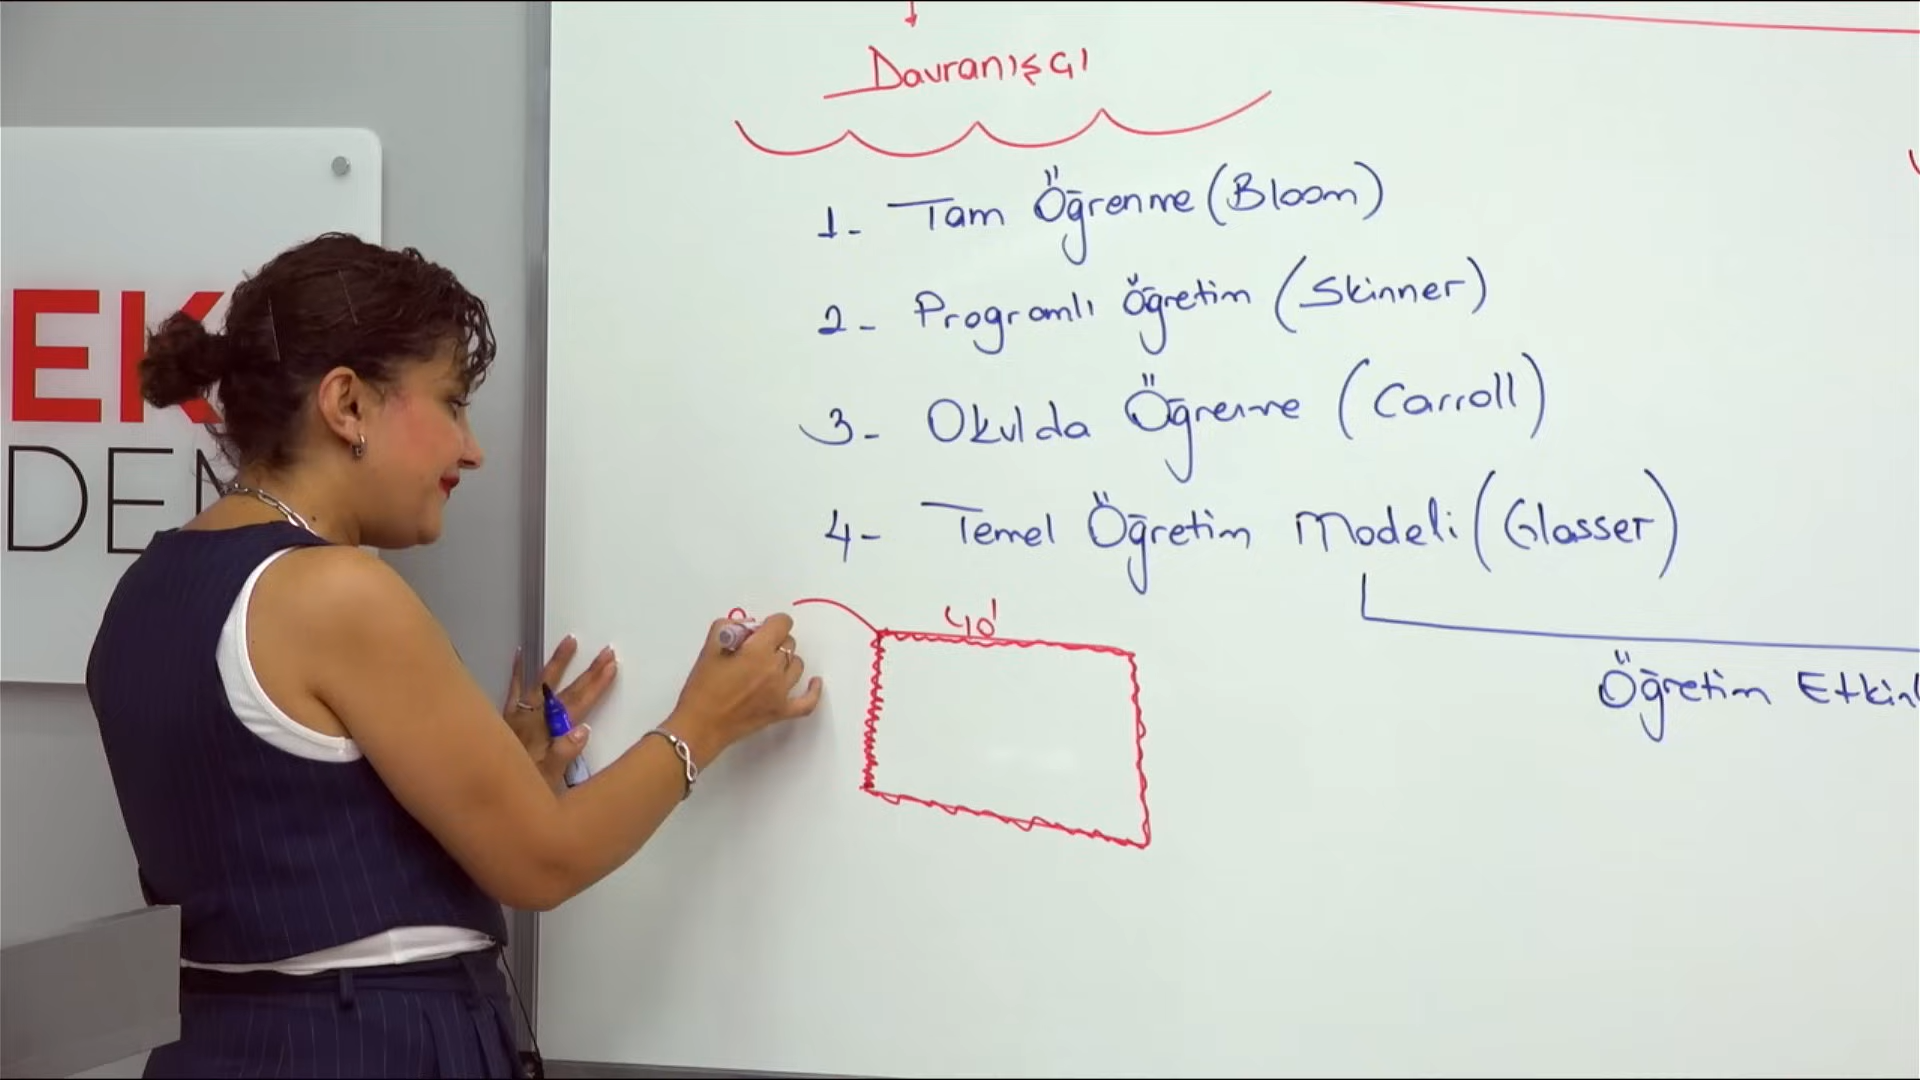 EK
DEN
Davranışçı
1- Tam Öğrenme (Bloom)
2- Programlı Öğretim (Skinner)
3- Okulda Öğrenme (Carroll)
4- Temel Öğretim Modeli (Glasser)
40'
Öğretim Etkinl